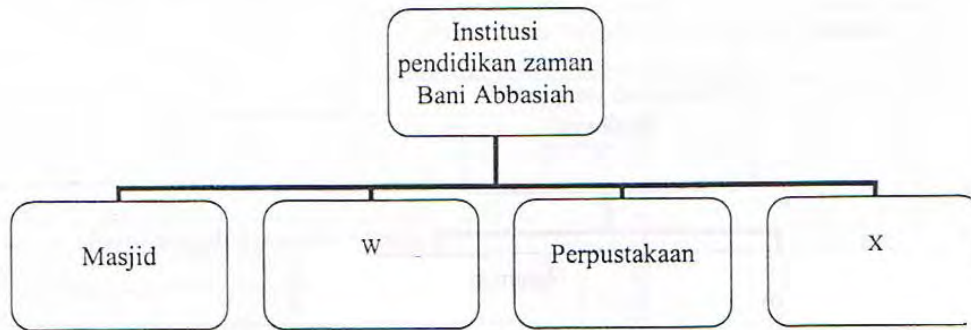 Institusi
pendidikan zaman
Bani Abbasiah
Masjid
W
Perpustakaan
X